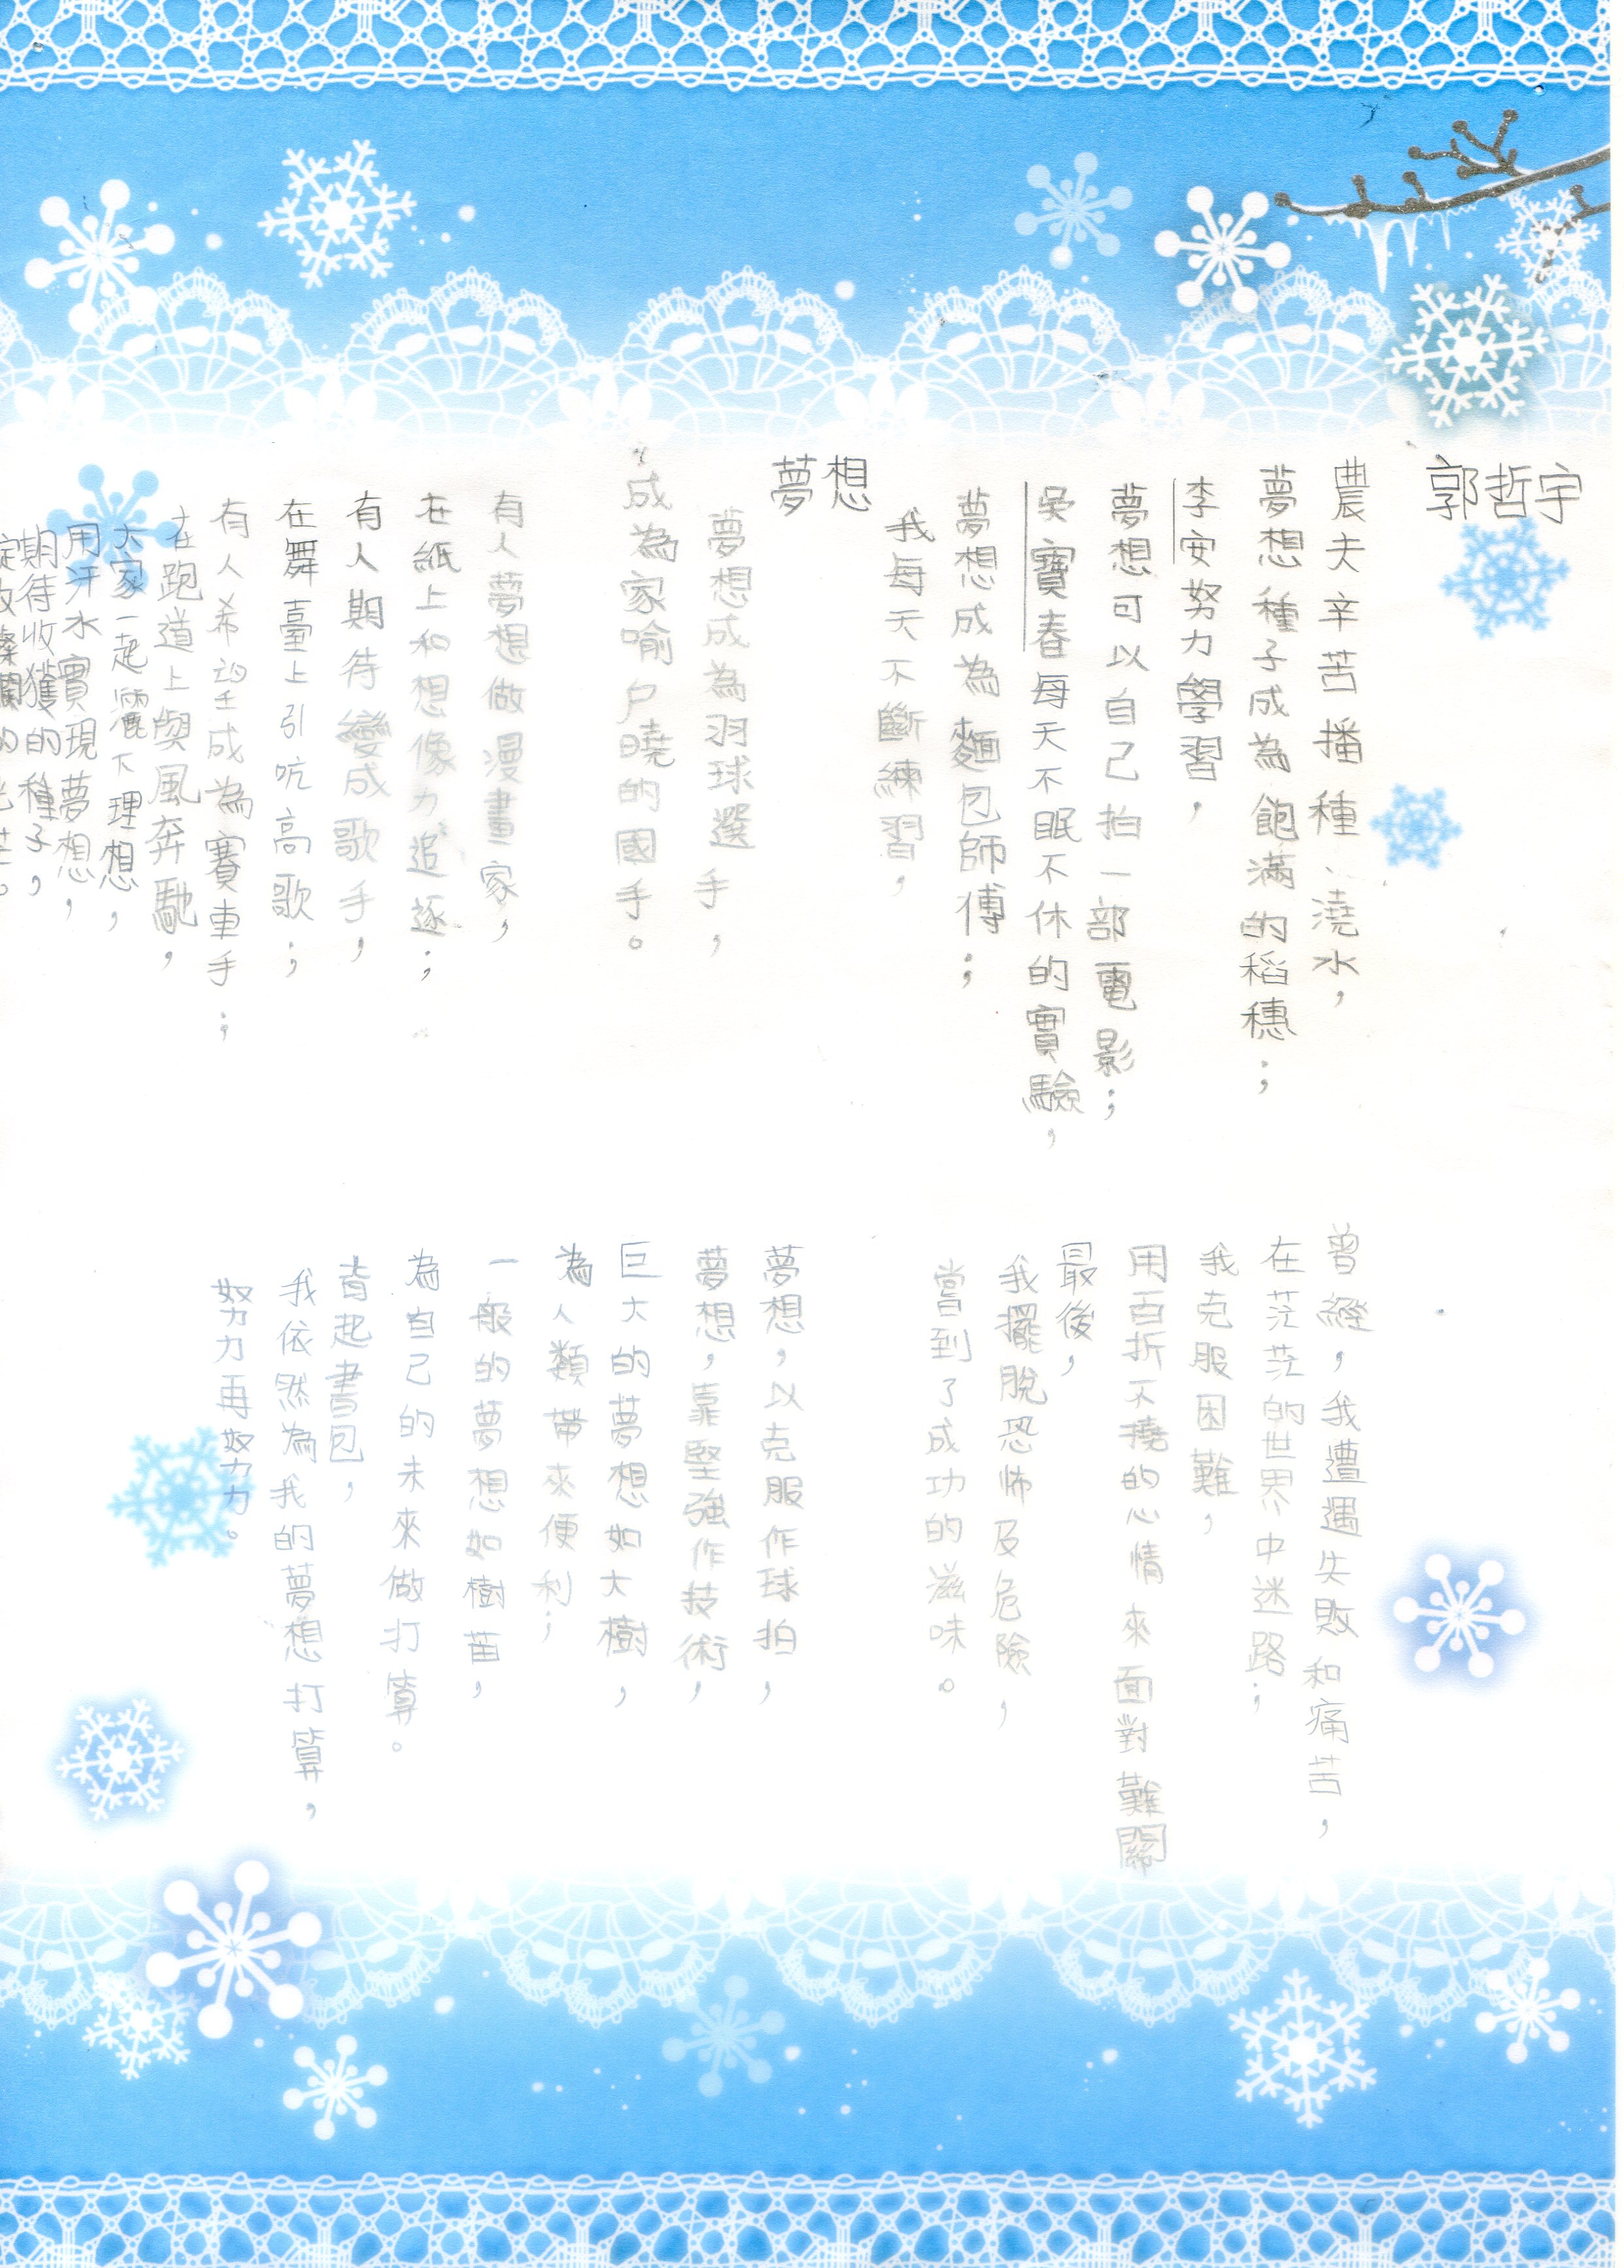 郭哲宇
夢想
農夫辛苦播種、澆水，
夢想種子成為飽滿的稻穗；
李安努力學習，
夢想可以自己拍一部電影；
吳寶春每天不眠不休的實驗，
夢想成為麵包師傅；
我每天不斷練習，
夢想成為羽球選手，
成為家喻戶曉的國手。
有人夢想做漫畫家，
在紙上和想像力追逐；
有人期待變成歌手，
在舞臺上引吭高歌；
有人希望成為賽車手；
在跑道上與風奔馳，
大家一起灑下理想，
用汗水實現夢想，
期待收獲的種子，
綻放燦爛的光芒。
曾經，我遭遇失敗和痛苦，
在茫茫的世界中迷路；
我克服困難，
用百折不撓的心情來面對難關
最後，
我擺脫恐怖及危險，
當到了成功的滋味。
夢想，以克服作球拍，
夢想，靠堅強作技術，
巨大的夢想如大樹，
為人類帶來便利；
一般的夢想如樹苗，
為自己的未來做打算。
背起書包，
我依然為我的夢想打算，
努力再努力。